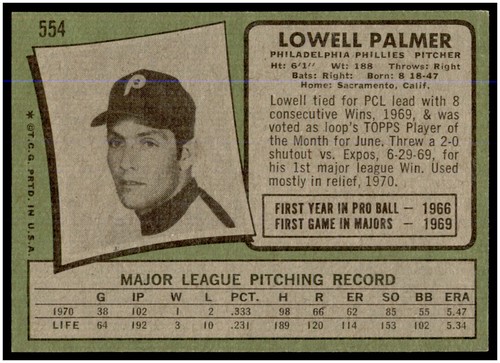 554
LOWELL PALMER
PHILADELPHIA PHILLIES PITCHER
Ht: 6'1" Wt: 188 Throws: Right
Bats: Right Born: 8 18-47
Home: Sacramento, Calif.
Lowell tied for PCL lead with 8
consecutive Wins, 1969, & was
voted as loop's TOPPS Player of
the Month for June. Threw a 2-0
shutout vs. Expos, 6-29-69, for
his 1st major league Win. Used
mostly in relief, 1970.
FIRST YEAR IN PRO BALL — 1966
FIRST GAME IN MAJORS — 1969
P
* ©T.C.G. PRTD. IN U.S.A.
MAJOR LEAGUE PITCHING RECORD
G IP W L PCT. H R ER SO BB ERA
1970 38 102 1 2 .333 98 66 62 85 55 5.47
LIFE 64 192 3 10 .231 189 120 114 153 102 5.34